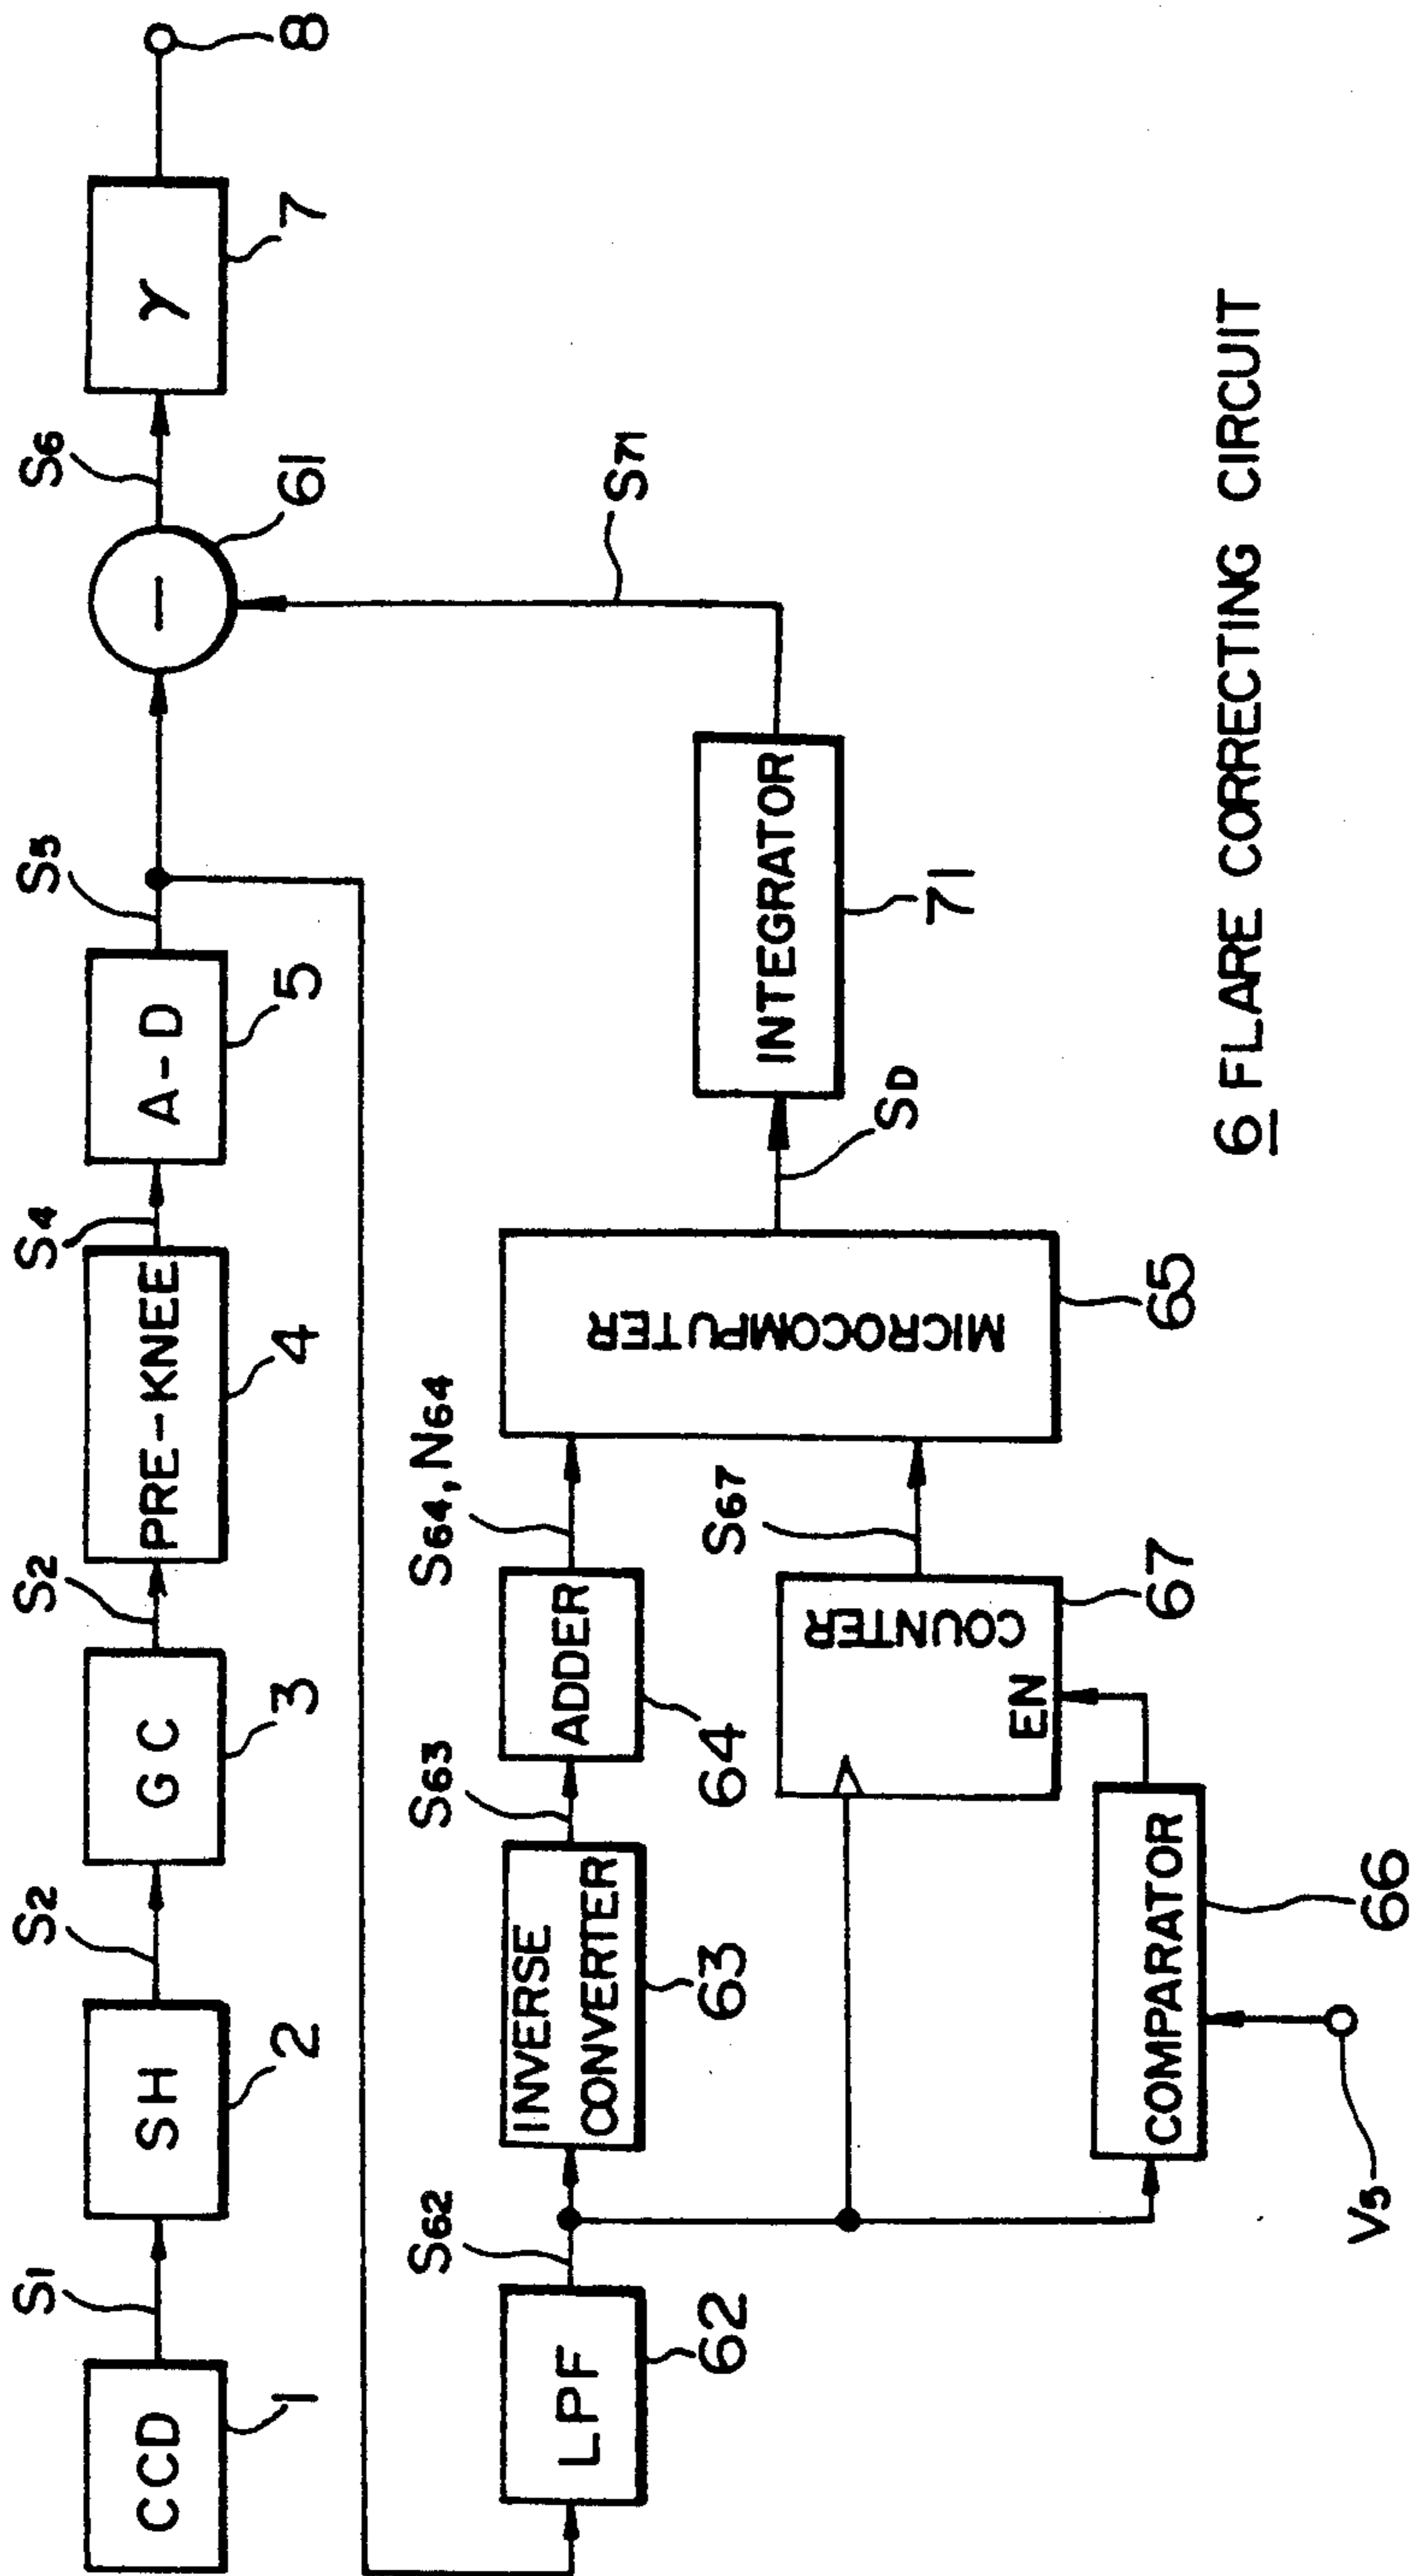 S1
S2
S2
S4
S5
S6
CCD
SH
GC
PRE-KNEE
A-D
−
γ
1
2
3
4
5
61
7
8
S62
S63
S64, N64
LPF
INVERSE
CONVERTER
ADDER
62
63
64
S67
MICROCOMPUTER
65
SD
INTEGRATOR
71
S71
COUNTER
EN
67
COMPARATOR
66
V5
6 FLARE CORRECTING CIRCUIT